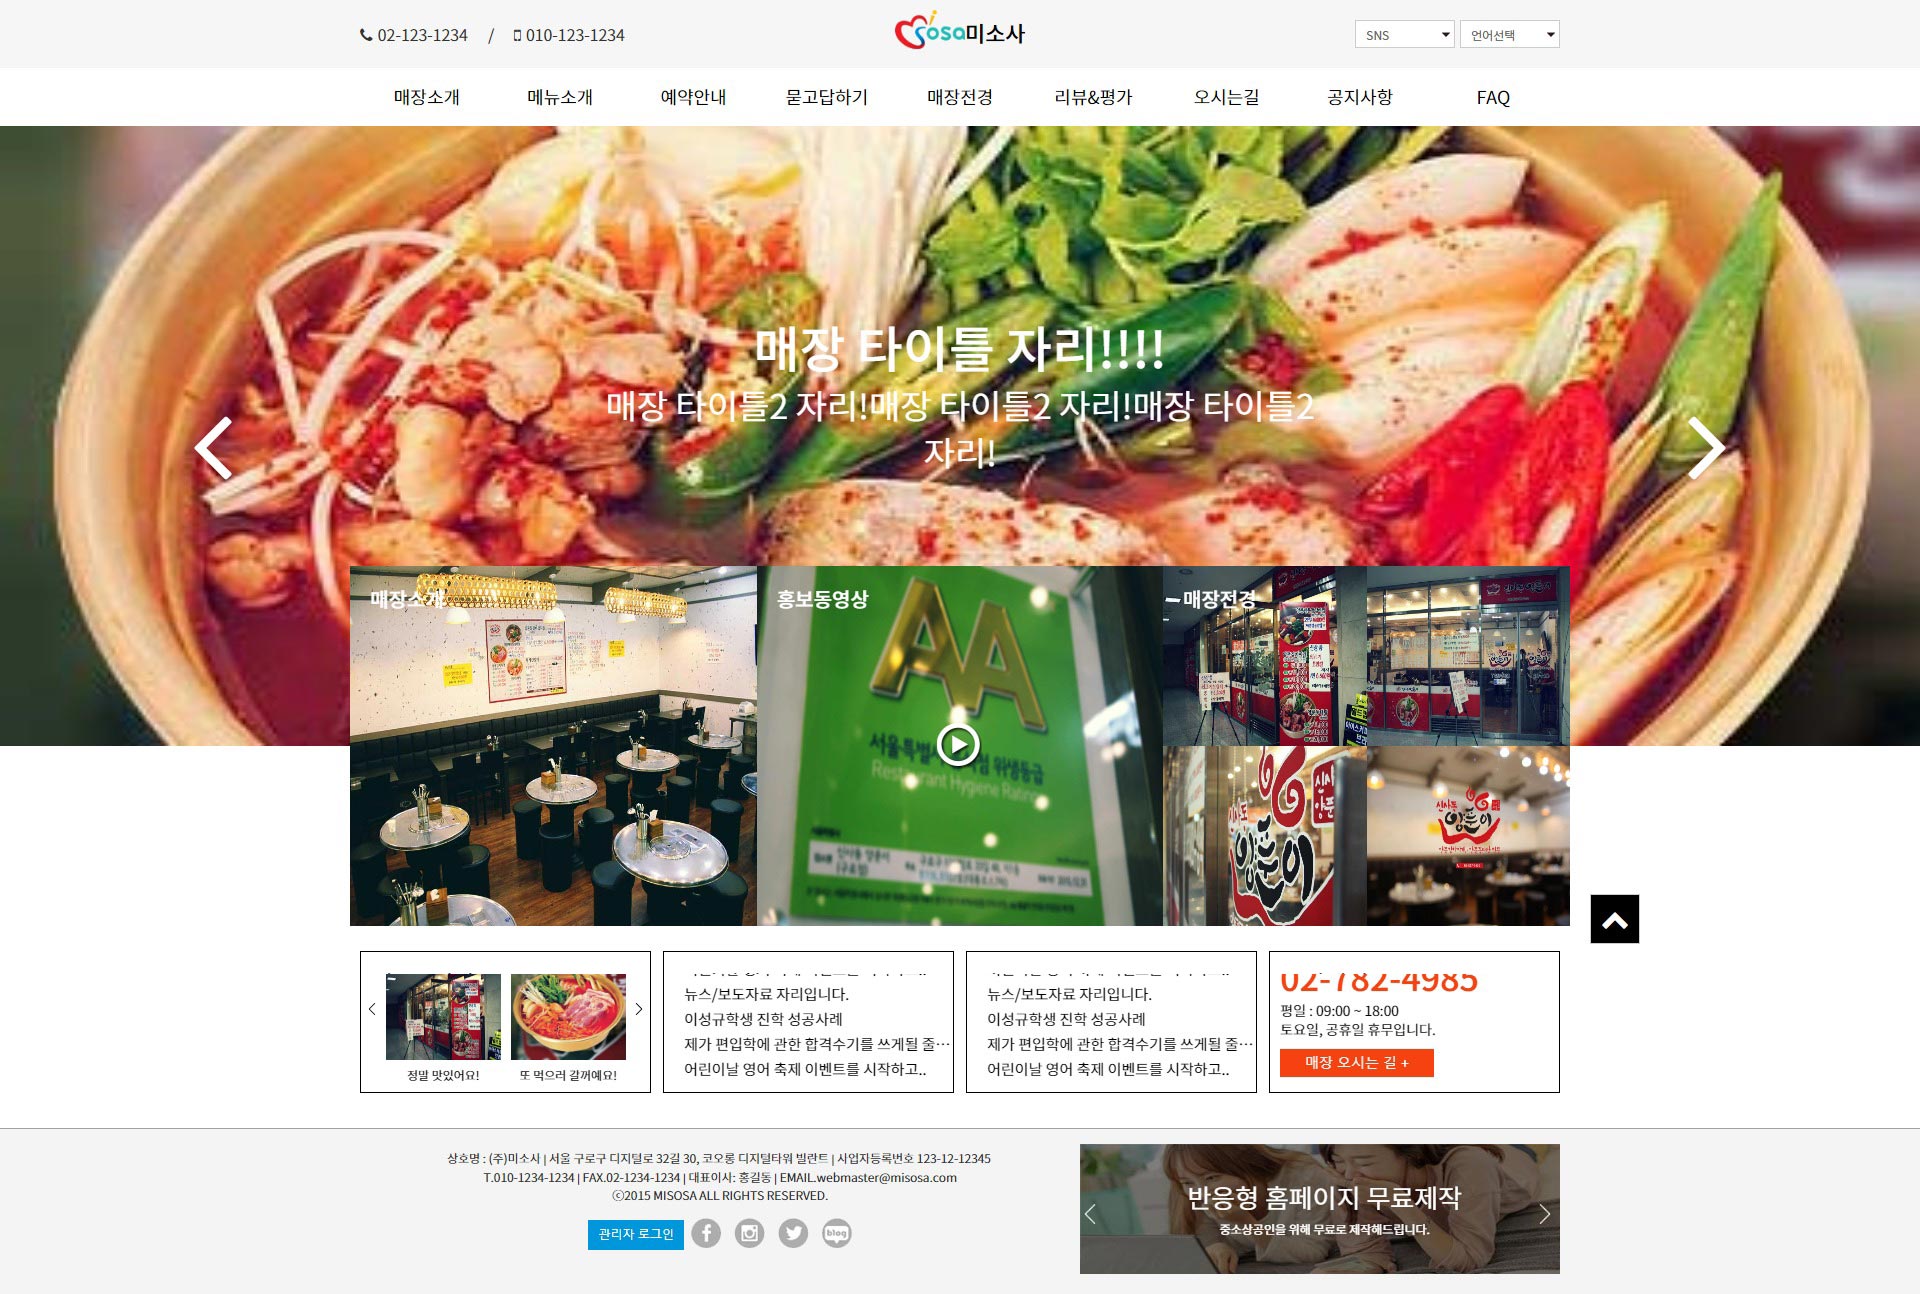 02-123-1234 / 010-123-1234
misosa미소사
SNS
언어선택
매장소개
메뉴소개
예약안내
묻고답하기
매장전경
리뷰&평가
오시는길
공지사항
FAQ
매장 타이틀 자리!!!!
매장 타이틀2 자리!매장 타이틀2 자리!매장 타이틀2
자리!
매장소개
홍보동영상
AA
Restaurant Hygiene Rating
매장전경
신사동
양푼이
정말 맛있어요!
또 먹으러 갈꺼예요!
뉴스/보도자료 자리입니다.
이성규학생 진학 성공사례
제가 편입학에 관한 합격수기를 쓰게될 줄…
어린이날 영어 축제 이벤트를 시작하고..
뉴스/보도자료 자리입니다.
이성규학생 진학 성공사례
제가 편입학에 관한 합격수기를 쓰게될 줄…
어린이날 영어 축제 이벤트를 시작하고..
02-782-4985
평일 : 09:00 ~ 18:00
토요일, 공휴일 휴무입니다.
매장 오시는 길 +
상호명 : (주)미소사 | 서울 구로구 디지털로 32길 30, 코오롱 디지털타워 빌란트 | 사업자등록번호 123-12-12345
T.010-1234-1234 | FAX.02-1234-1234 | 대표이사: 홍길동 | EMAIL.webmaster@misosa.com
ⓒ2015 MISOSA ALL RIGHTS RESERVED.
관리자 로그인
blog
반응형 홈페이지 무료제작
중소상공인을 위해 무료로 제작해드립니다.